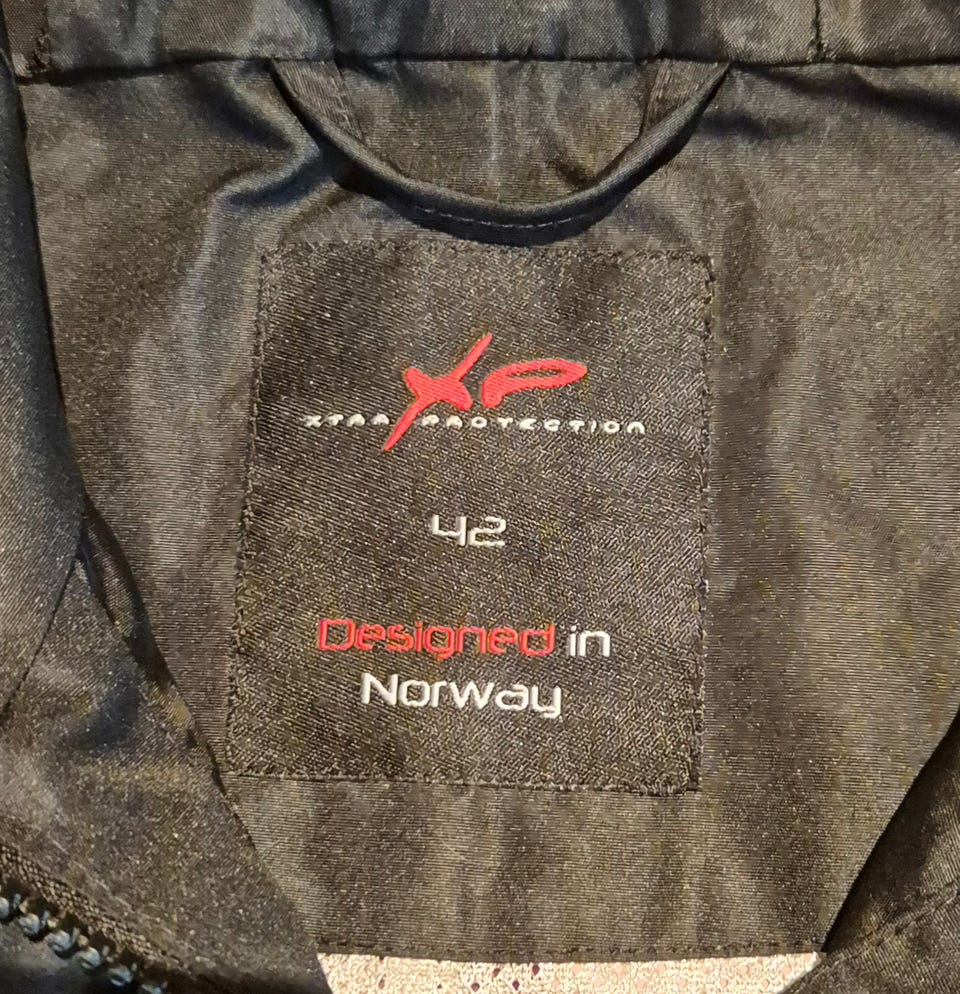 XP
XTRA PROTECTION
42
Designed in
Norway